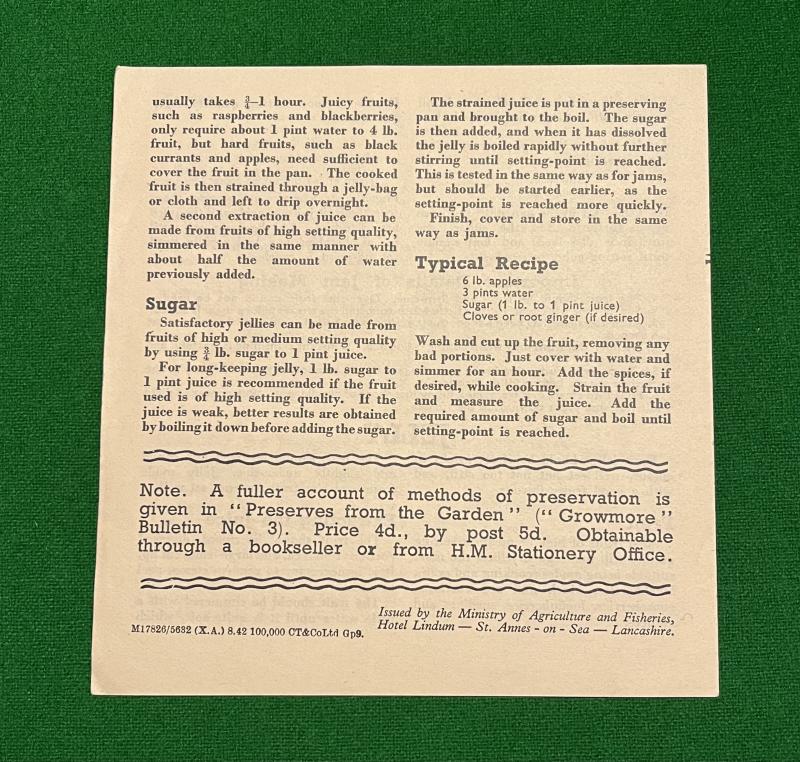 usually takes ¾–1 hour. Juicy fruits,
such as raspberries and blackberries,
only require about 1 pint water to 4 lb.
fruit, but hard fruits, such as black
currants and apples, need sufficient to
cover the fruit in the pan. The cooked
fruit is then strained through a jelly-bag
or cloth and left to drip overnight.
A second extraction of juice can be
made from fruits of high setting quality,
simmered in the same manner with
about half the amount of water
previously added.
Sugar
Satisfactory jellies can be made from
fruits of high or medium setting quality
by using ¾ lb. sugar to 1 pint juice.
For long-keeping jelly, 1 lb. sugar to
1 pint juice is recommended if the fruit
used is of high setting quality. If the
juice is weak, better results are obtained
by boiling it down before adding the sugar.
The strained juice is put in a preserving
pan and brought to the boil. The sugar
is then added, and when it has dissolved
the jelly is boiled rapidly without further
stirring until setting-point is reached.
This is tested in the same way as for jams,
but should be started earlier, as the
setting-point is reached more quickly.
Finish, cover and store in the same
way as jams.
Typical Recipe
6 lb. apples
3 pints water
Sugar (1 lb. to 1 pint juice)
Cloves or root ginger (if desired)
Wash and cut up the fruit, removing any
bad portions. Just cover with water and
simmer for an hour. Add the spices, if
desired, while cooking. Strain the fruit
and measure the juice. Add the
required amount of sugar and boil until
setting-point is reached.
Note. A fuller account of methods of preservation is
given in "Preserves from the Garden" ("Growmore"
Bulletin No. 3). Price 4d., by post 5d. Obtainable
through a bookseller or from H.M. Stationery Office.
M17826/5632 (X.A.) 8.42 100,000 CT&CoLtd Gp9.
Issued by the Ministry of Agriculture and Fisheries,
Hotel Lindum — St. Annes - on - Sea — Lancashire.